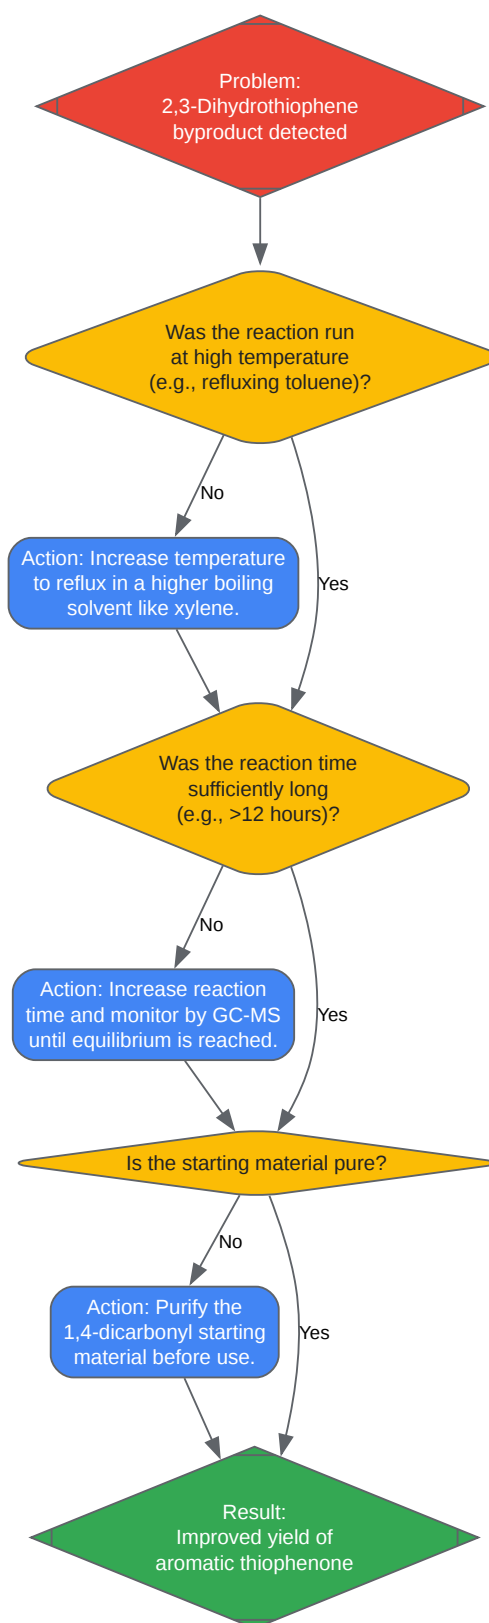 Problem:
2,3-Dihydrothiophene
byproduct detected
Was the reaction run
at high temperature
(e.g., refluxing toluene)?
No
Action: Increase temperature
to reflux in a higher boiling
solvent like xylene.
Yes
Was the reaction time
sufficiently long
(e.g., >12 hours)?
No
Action: Increase reaction
time and monitor by GC-MS
until equilibrium is reached.
Yes
Is the starting material pure?
No
Action: Purify the
1,4-dicarbonyl starting
material before use.
Yes
Result:
Improved yield of
aromatic thiophenone